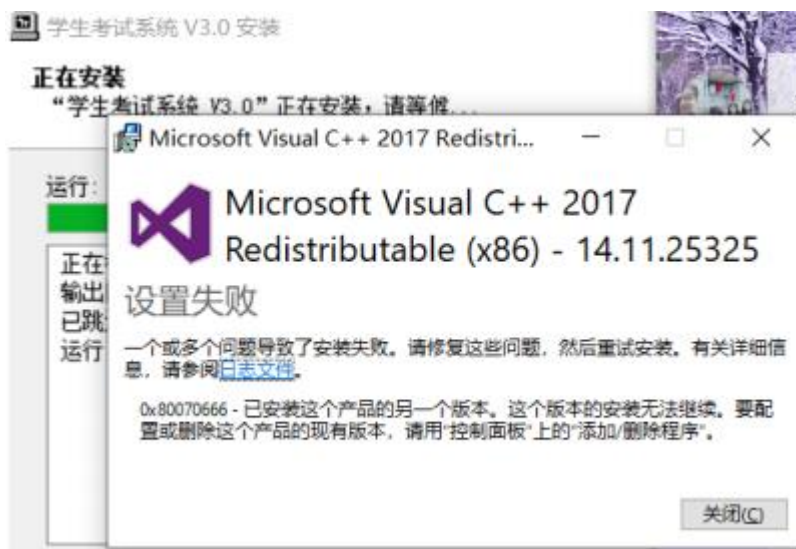 学生考试系统 V3.0 安装
正在安装
“学生考试系统 V3.0”正在安装，请等候...
Microsoft Visual C++ 2017 Redistri...
运行：
Microsoft Visual C++ 2017
Redistributable (x86) - 14.11.25325
正在
输出
已跳
运行
设置失败
一个或多个问题导致了安装失败。请修复这些问题，然后重试安装。有关详细信
息，请参阅日志文件。
0x80070666 - 已安装这个产品的另一个版本。这个版本的安装无法继续。要配
置或删除这个产品的现有版本，请用"控制面板"上的"添加/删除程序"。
关闭(C)